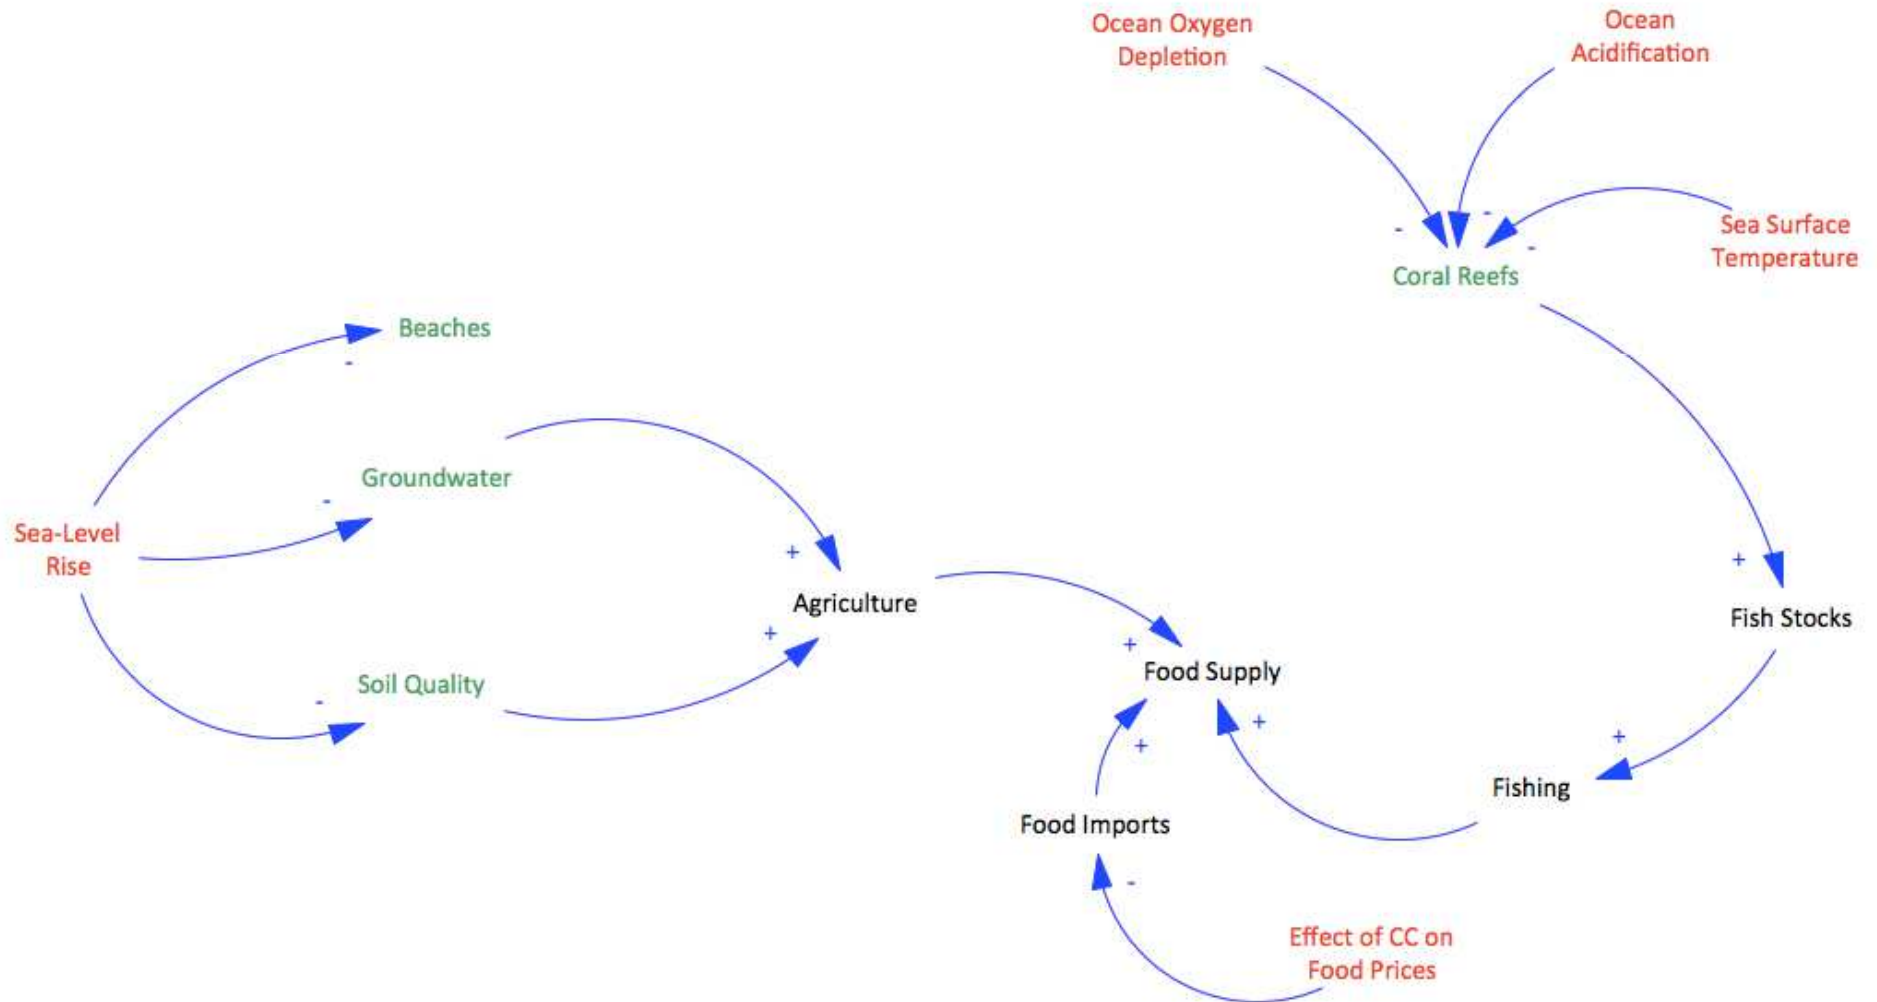 Ocean Oxygen
Depletion
Ocean
Acidification
-
-
-
Sea Surface
Temperature
Coral Reefs
Beaches
-
Groundwater
-
Sea-Level
Rise
+
+
Agriculture
Fish Stocks
+
+
Food Supply
Soil Quality
-
+
+
+
Fishing
Food Imports
-
Effect of CC on
Food Prices